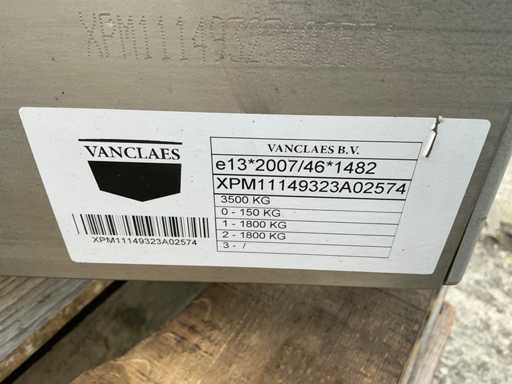 VANCLAES
XPM11149323A02574
VANCLAES B.V.
e13*2007/46*1482
XPM11149323A02574
3500 KG
0 - 150 KG
1 - 1800 KG
2 - 1800 KG
3 - /